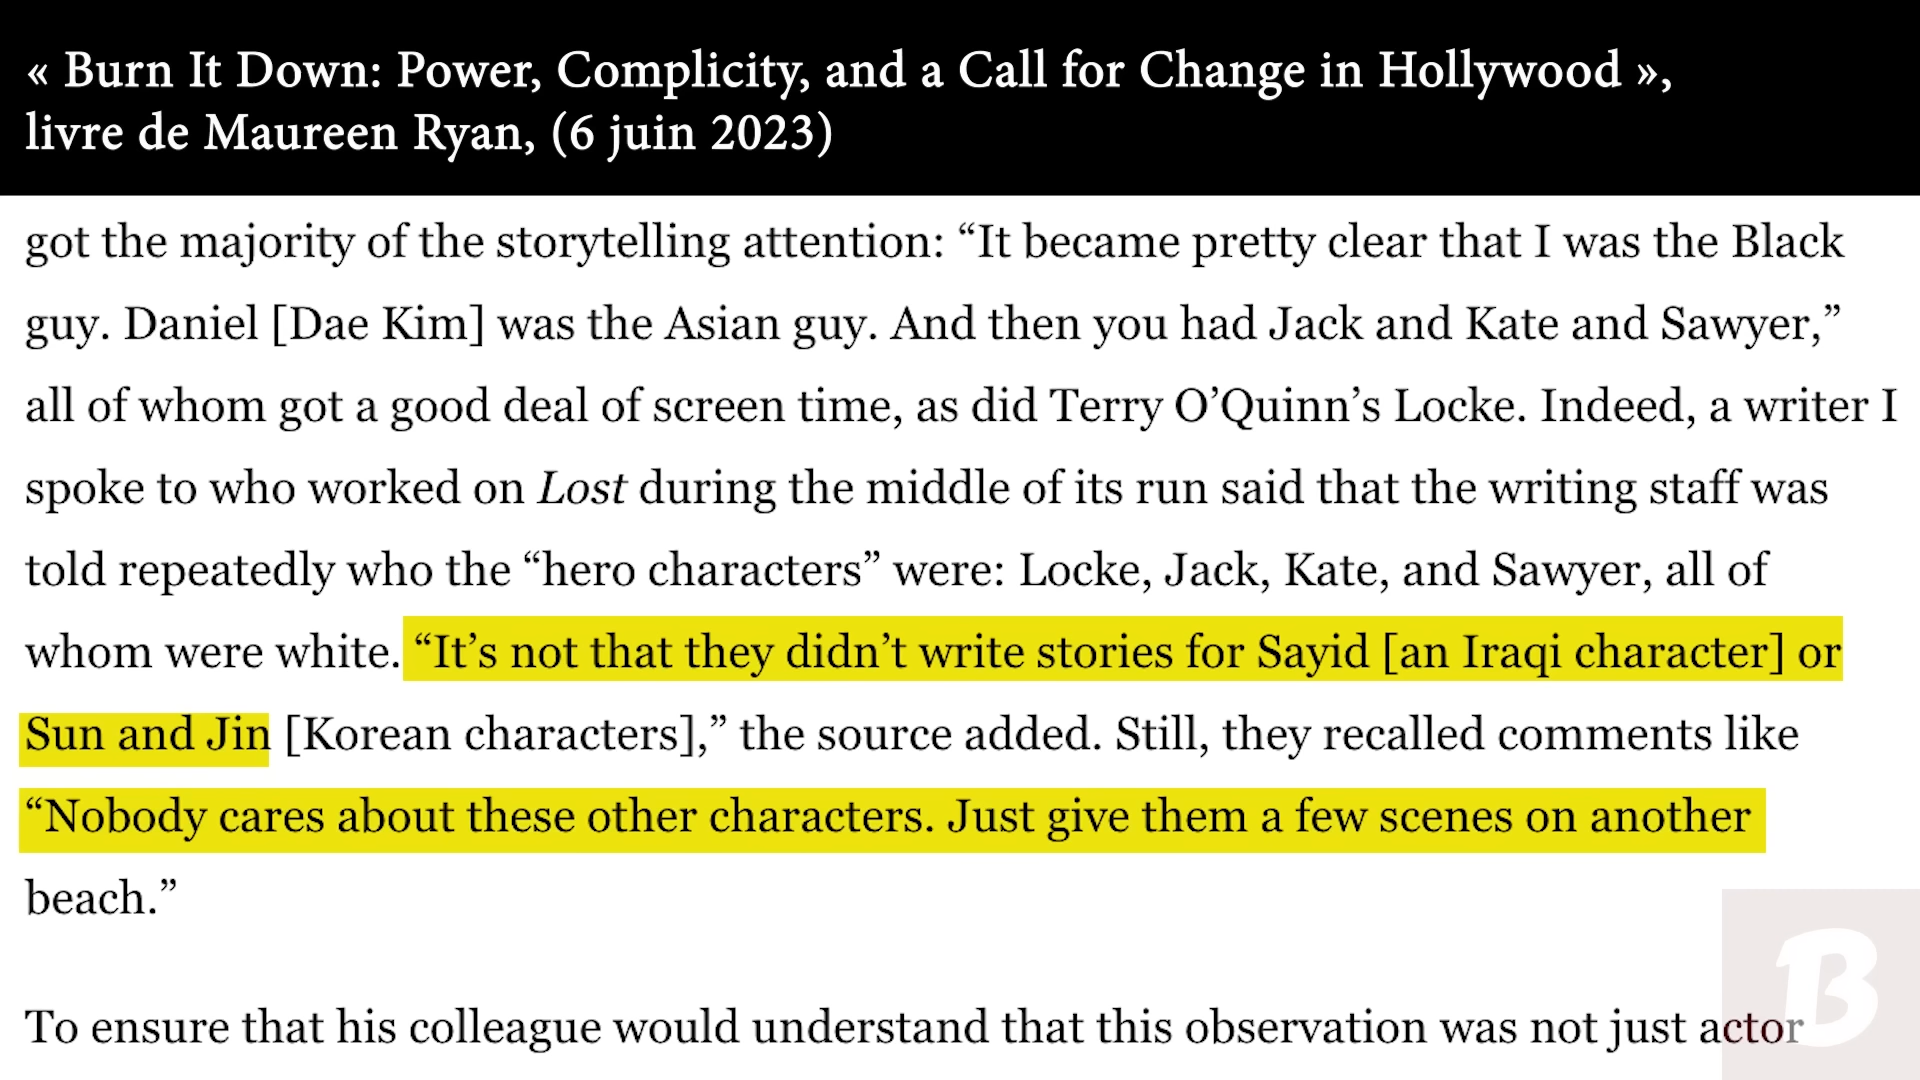 « Burn It Down: Power, Complicity, and a Call for Change in Hollywood »,
livre de Maureen Ryan, (6 juin 2023)
got the majority of the storytelling attention: “It became pretty clear that I was the Black
guy. Daniel [Dae Kim] was the Asian guy. And then you had Jack and Kate and Sawyer,”
all of whom got a good deal of screen time, as did Terry O’Quinn’s Locke. Indeed, a writer I
spoke to who worked on Lost during the middle of its run said that the writing staff was
told repeatedly who the “hero characters” were: Locke, Jack, Kate, and Sawyer, all of
whom were white. “It’s not that they didn’t write stories for Sayid [an Iraqi character] or
Sun and Jin [Korean characters],” the source added. Still, they recalled comments like
“Nobody cares about these other characters. Just give them a few scenes on another
beach.”
To ensure that his colleague would understand that this observation was not just actor
B